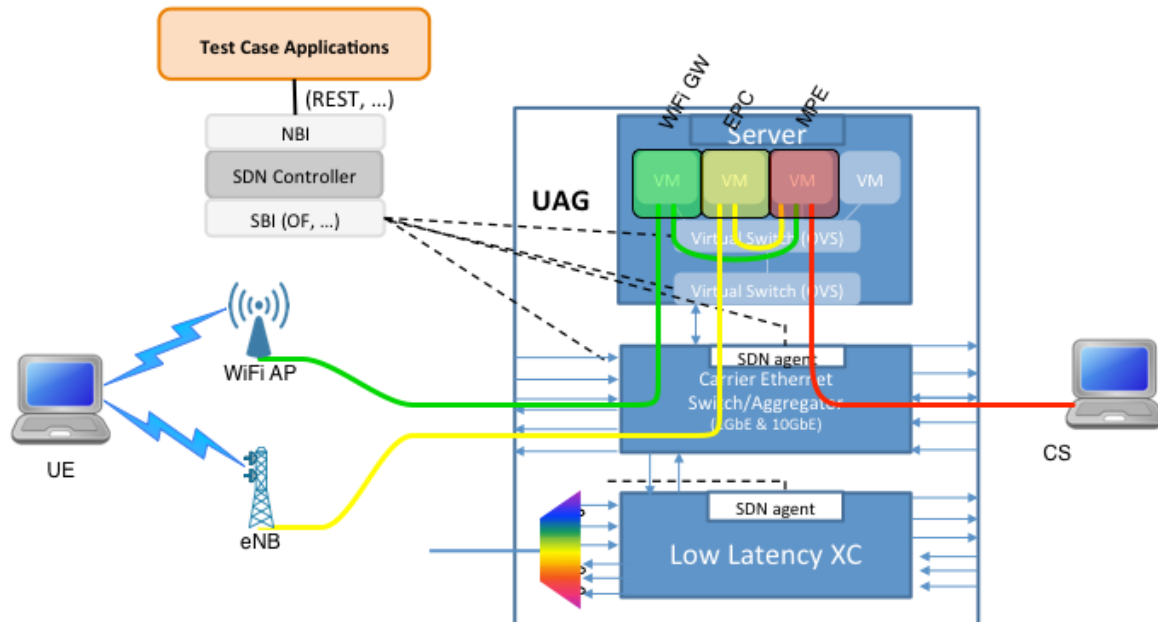 Test Case Applications
(REST, ...)
NBI
SDN Controller
SBI (OF, ...)
WiFi GW
EPC
MPE
Server
VM
VM
VM
VM
UAG
Virtual Switch (OVS)
Virtual Switch (OVS)
WiFi AP
SDN agent
Carrier Ethernet
Switch/Aggregator
(1GbE & 10GbE)
UE
CS
eNB
SDN agent
Low Latency XC